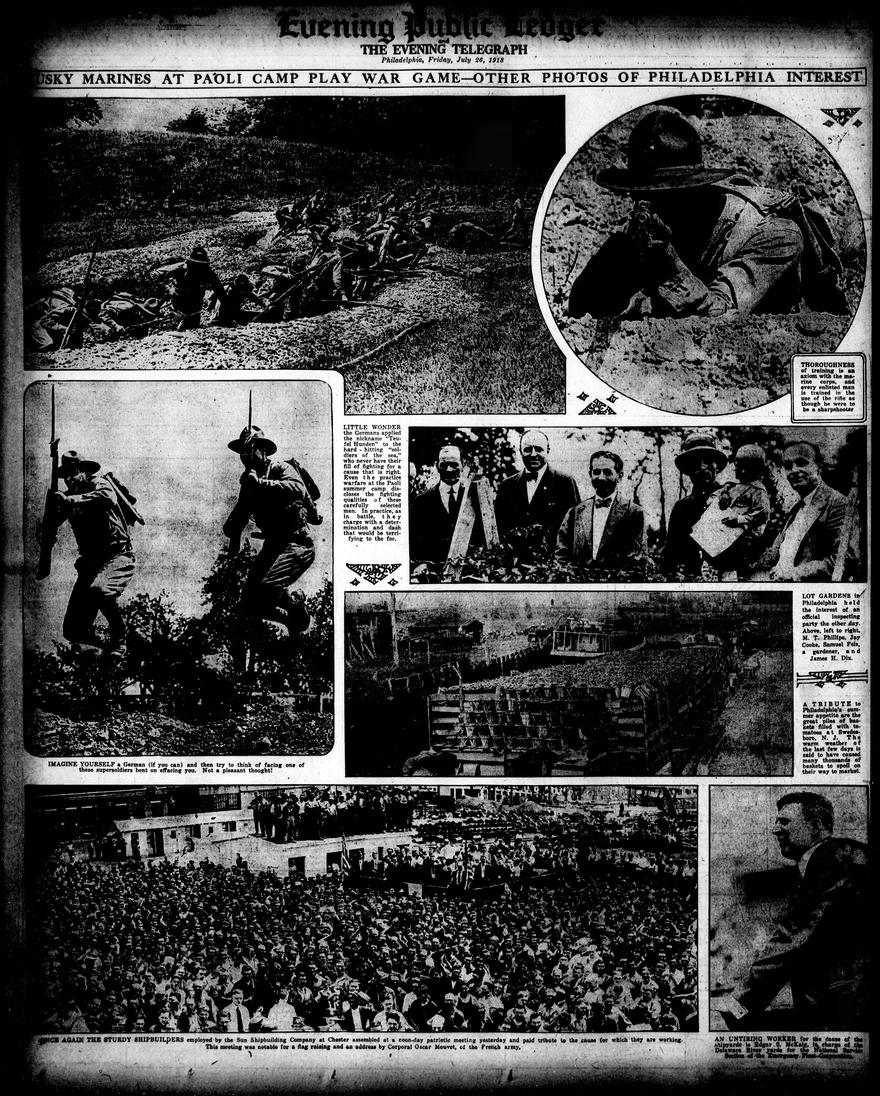 Evening Public Ledger
and
THE EVENING TELEGRAPH
Philadelphia, Friday, July 26, 1918
USKY MARINES AT PAOLI CAMP PLAY WAR GAME—OTHER PHOTOS OF PHILADELPHIA INTEREST
THOROUGHNESS
of training is an
axiom with the ma-
rine corps, and
every enlisted man
is trained in the
use of the rifle as
though he were to
be a sharpshooter
LITTLE WONDER
the Germans applied
the nickname "Teu-
fel Hunden" to the
hard-hitting "sol-
diers of the sea,"
who never have their
fill of fighting for a
cause that is right.
Even the practice
warfare at the Paoli
summer camp dis-
closes the fighting
qualities of these
carefully selected
men. In practice, as
in battle, they
charge with a deter-
mination and dash
that would be terri-
fying to the foe.
LOT GARDENS in
Philadelphia held
the interest of an
official inspecting
party the other day.
Above, left to right,
M. T. Phillips, Jay
Cooke, Samuel Fels,
a gardener, and
James H. Dix.
A TRIBUTE to
Philadelphia's sum-
mer appetite are the
great piles of bas-
kets filled with to-
matoes at Swedes-
boro, N. J. The
warm weather of
the last few days is
said to have caused
many thousands of
baskets to spoil on
their way to market.
IMAGINE YOURSELF a German (if you can) and then try to think of facing one of
these supersoldiers bent on effacing you. Not a pleasant thought!
ONCE AGAIN THE STURDY SHIPBUILDERS employed by the Sun Shipbuilding Company at Chester assembled at a noon-day patriotic meeting yesterday and paid tribute to the cause for which they are working.
This meeting was notable for a flag raising and an address by Corporal Oscar Mouvet, of the French army.
AN UNTIRING WORKER for the cause of the
shipyards is Edgar S. McKaig, in charge of the
Delaware River yards for the National Service
Section of the Emergency Fleet Corporation.